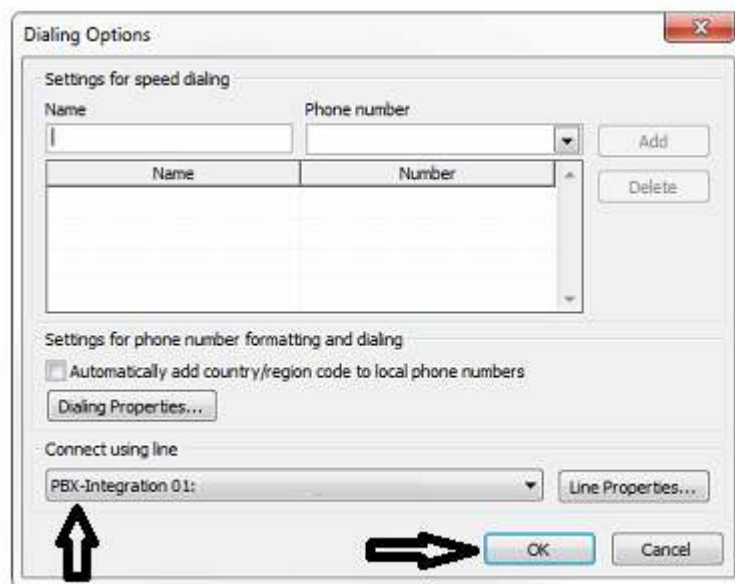 Dialing Options
Settings for speed dialing
Name Phone number
Add
Name Number
Delete
Settings for phone number formatting and dialing
Automatically add country/region code to local phone numbers
Dialing Properties...
Connect using line
PBX-Integration 01: Line Properties...
OK Cancel